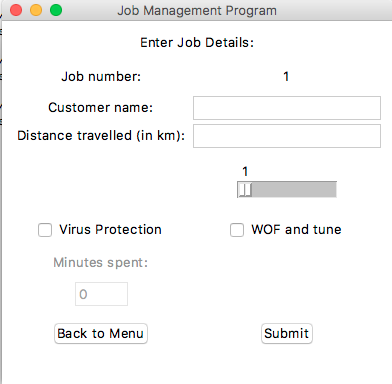 Job Management Program
Enter Job Details:
Job number: 1
Customer name:
Distance travelled (in km):
1
Virus Protection WOF and tune
Minutes spent:
0
Back to Menu Submit